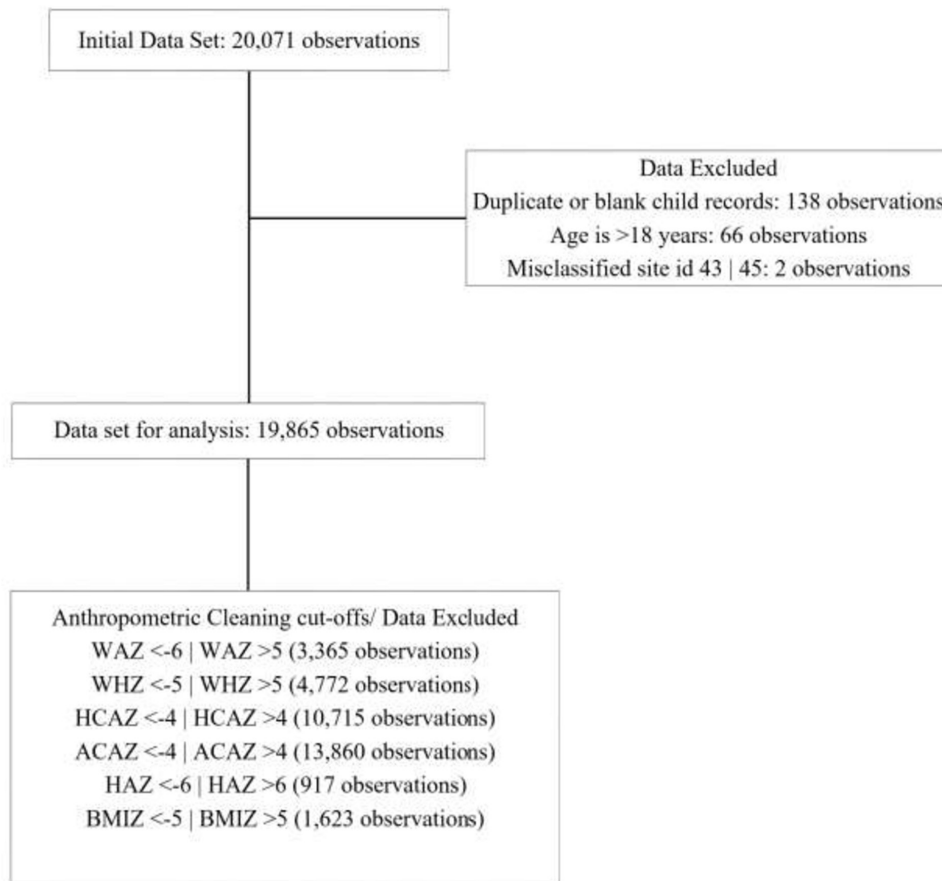 Initial Data Set: 20,071 observations
Data Excluded
Duplicate or blank child records: 138 observations
Age is >18 years: 66 observations
Misclassified site id 43 | 45: 2 observations
Data set for analysis: 19,865 observations
Anthropometric Cleaning cut-offs/ Data Excluded
WAZ <-6 | WAZ >5 (3,365 observations)
WHZ <-5 | WHZ >5 (4,772 observations)
HCAZ <-4 | HCAZ >4 (10,715 observations)
ACAZ <-4 | ACAZ >4 (13,860 observations)
HAZ <-6 | HAZ >6 (917 observations)
BMIZ <-5 | BMIZ >5 (1,623 observations)